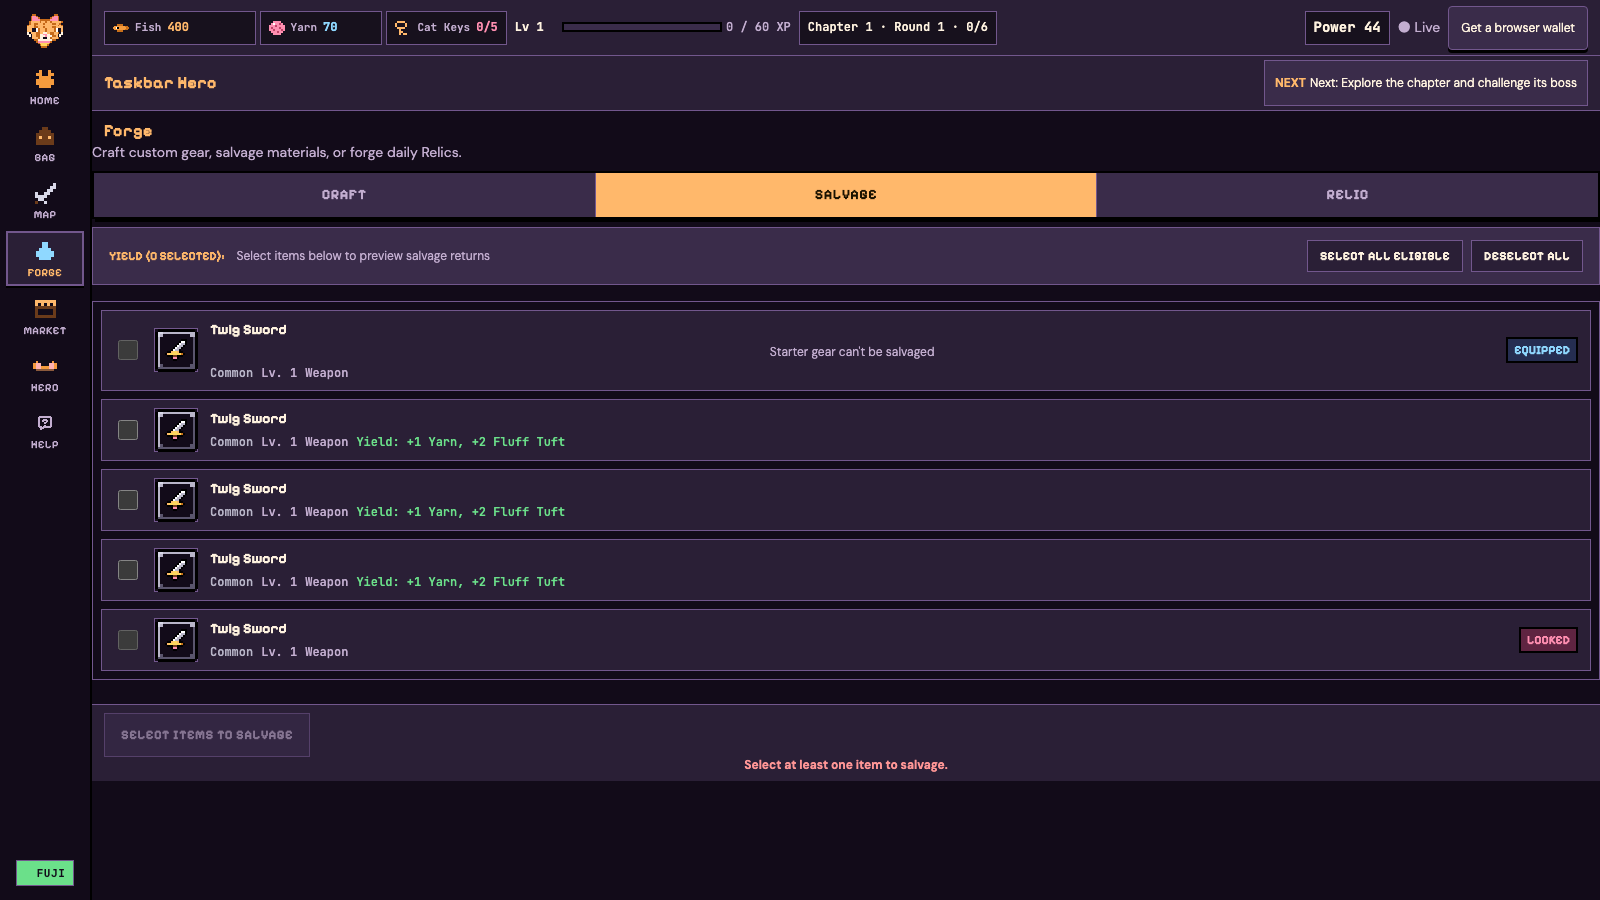 Fish 400
Yarn 70
Cat Keys 0/5
Lv 1
0 / 60 XP
Chapter 1 · Round 1 · 0/6
Power 44
Live
Get a browser wallet
Taskbar Hero
NEXT Next: Explore the chapter and challenge its boss
HOME
BAG
MAP
FORGE
MARKET
HERO
HELP
FUJI
Forge
Craft custom gear, salvage materials, or forge daily Relics.
CRAFT
SALVAGE
RELIC
YIELD (0 SELECTED):
Select items below to preview salvage returns
SELECT ALL ELIGIBLE
DESELECT ALL
Twig Sword
Common Lv. 1 Weapon
Starter gear can't be salvaged
EQUIPPED
Twig Sword
Common Lv. 1 Weapon Yield: +1 Yarn, +2 Fluff Tuft
Twig Sword
Common Lv. 1 Weapon Yield: +1 Yarn, +2 Fluff Tuft
Twig Sword
Common Lv. 1 Weapon Yield: +1 Yarn, +2 Fluff Tuft
Twig Sword
Common Lv. 1 Weapon
LOCKED
SELECT ITEMS TO SALVAGE
Select at least one item to salvage.